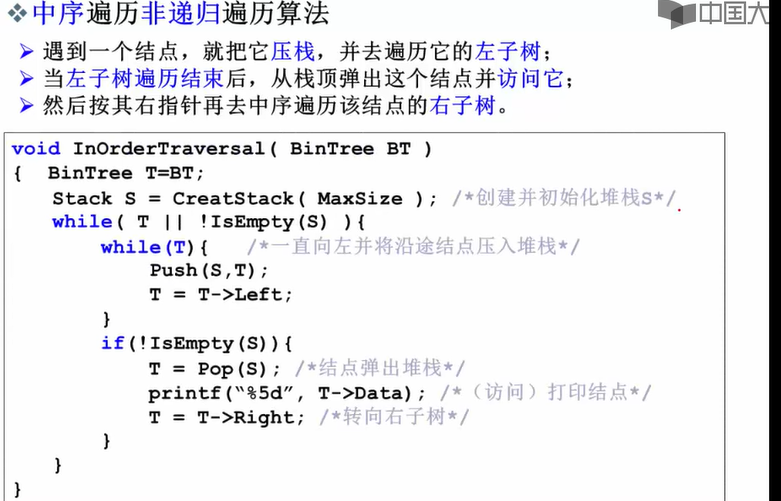 ❖中序遍历非递归遍历算法
中国大
➢ 遇到一个结点，就把它压栈，并去遍历它的左子树；
➢ 当左子树遍历结束后，从栈顶弹出这个结点并访问它；
➢ 然后按其右指针再去中序遍历该结点的右子树。
void InOrderTraversal( BinTree BT )
{ BinTree T=BT;
Stack S = CreatStack( MaxSize ); /*创建并初始化堆栈S*/
while( T || !IsEmpty(S) ){
while(T){ /*一直向左并将沿途结点压入堆栈*/
Push(S,T);
T = T->Left;
}
if(!IsEmpty(S)){
T = Pop(S); /*结点弹出堆栈*/
printf(“%5d”, T->Data); /*（访问）打印结点*/
T = T->Right; /*转向右子树*/
}
}
}